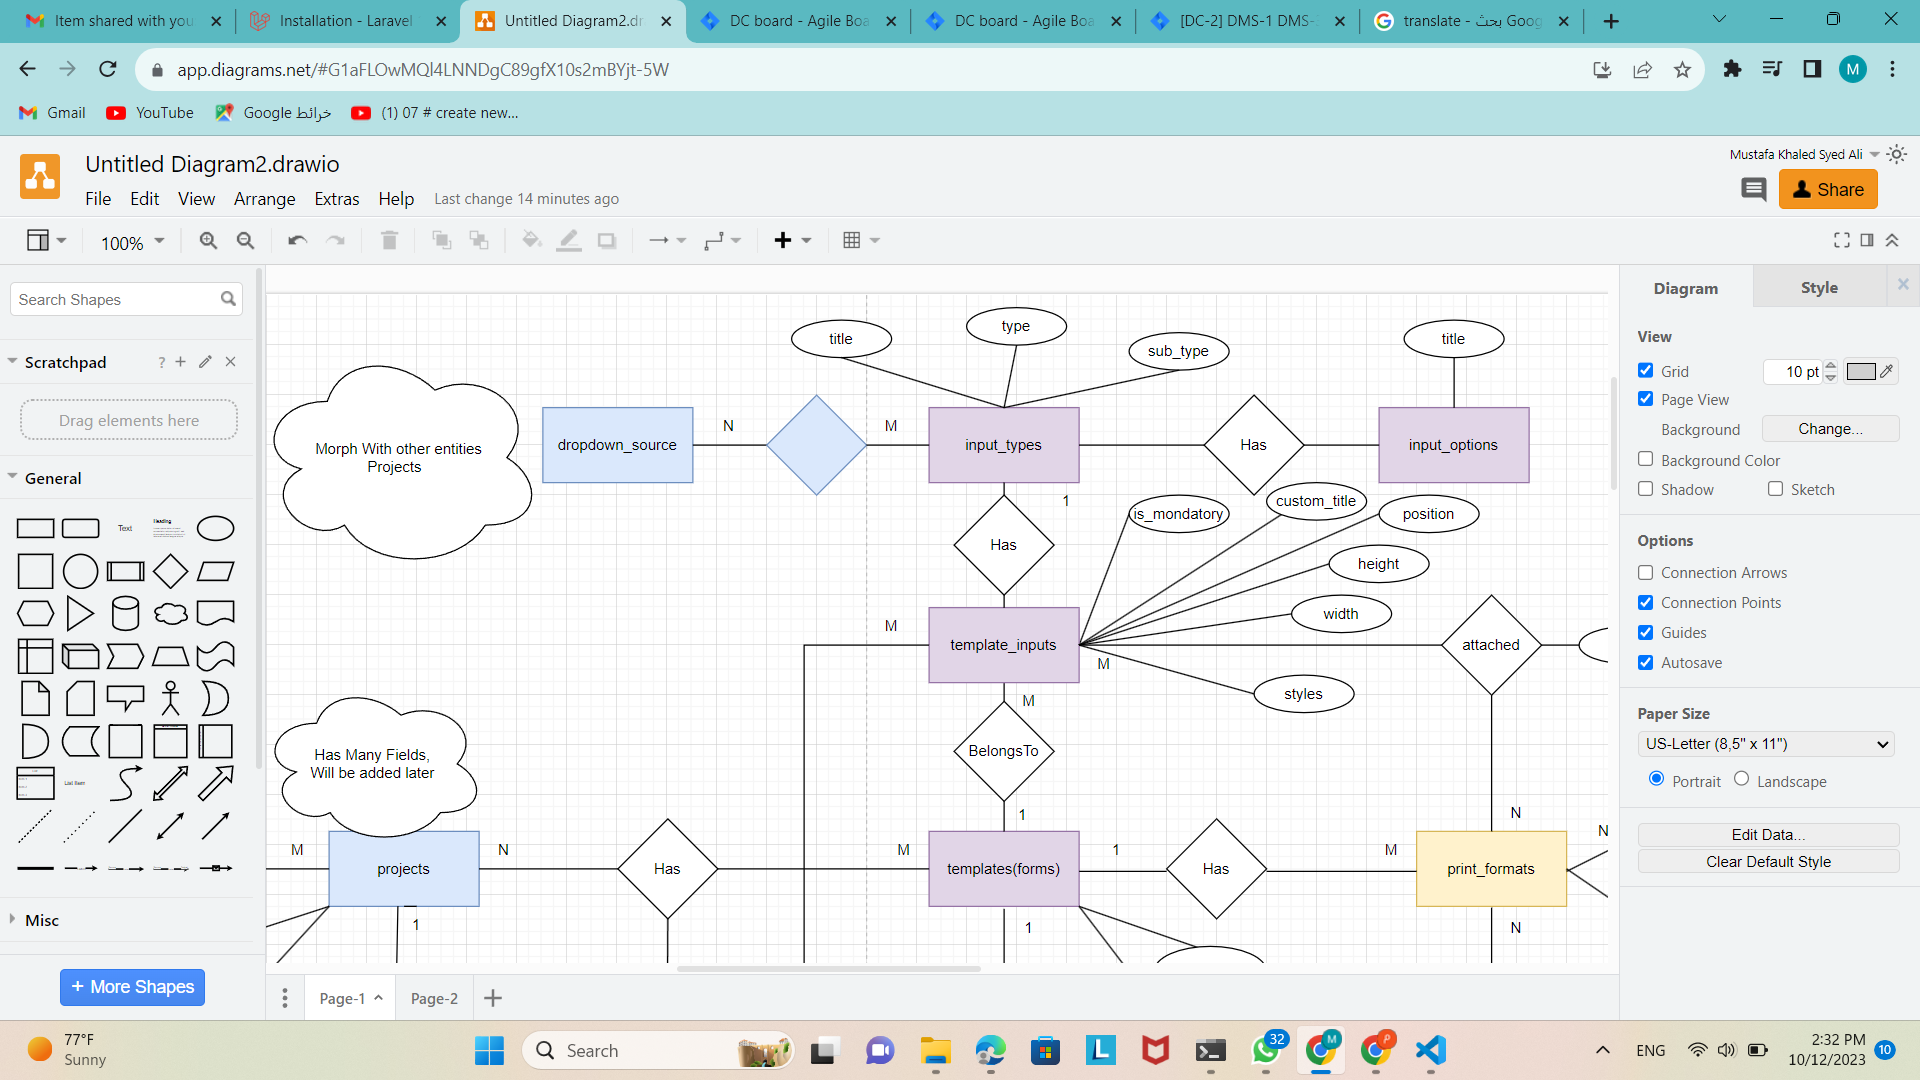 Item shared with you
Installation - Laravel
Untitled Diagram2.dr
DC board - Agile Boa
DC board - Agile Boa
[DC-2] DMS-1 DMS-
translate - بحث Goog
app.diagrams.net/#G1aFLOwMQl4LNNDgC89gfX10s2mBYjt-5W
M
Gmail
YouTube
خرائط Google
(1) 07 # create new...
Untitled Diagram2.drawio
Mustafa Khaled Syed Ali
File Edit View Arrange Extras Help Last change 14 minutes ago
Share
100%
Search Shapes
Scratchpad
?
Drag elements here
General
Text
Heading
List Item
Misc
+ More Shapes
title
type
sub_type
title
Morph With other entities
Projects
dropdown_source
N
M
input_types
Has
input_options
1
is_mondatory
custom_title
position
Has
height
width
M
template_inputs
M
attached
styles
M
BelongsTo
1
Has Many Fields,
Will be added later
M
projects
N
Has
M
templates(forms)
1
Has
M
print_formats
N
N
1
1
N
Page-1
Page-2
Diagram
Style
View
Grid
10 pt
Page View
Background
Change...
Background Color
Shadow
Sketch
Options
Connection Arrows
Connection Points
Guides
Autosave
Paper Size
US-Letter (8,5" x 11")
Portrait
Landscape
Edit Data...
Clear Default Style
77°F
Sunny
Search
L
32
M
P
ENG
2:32 PM
10/12/2023
10